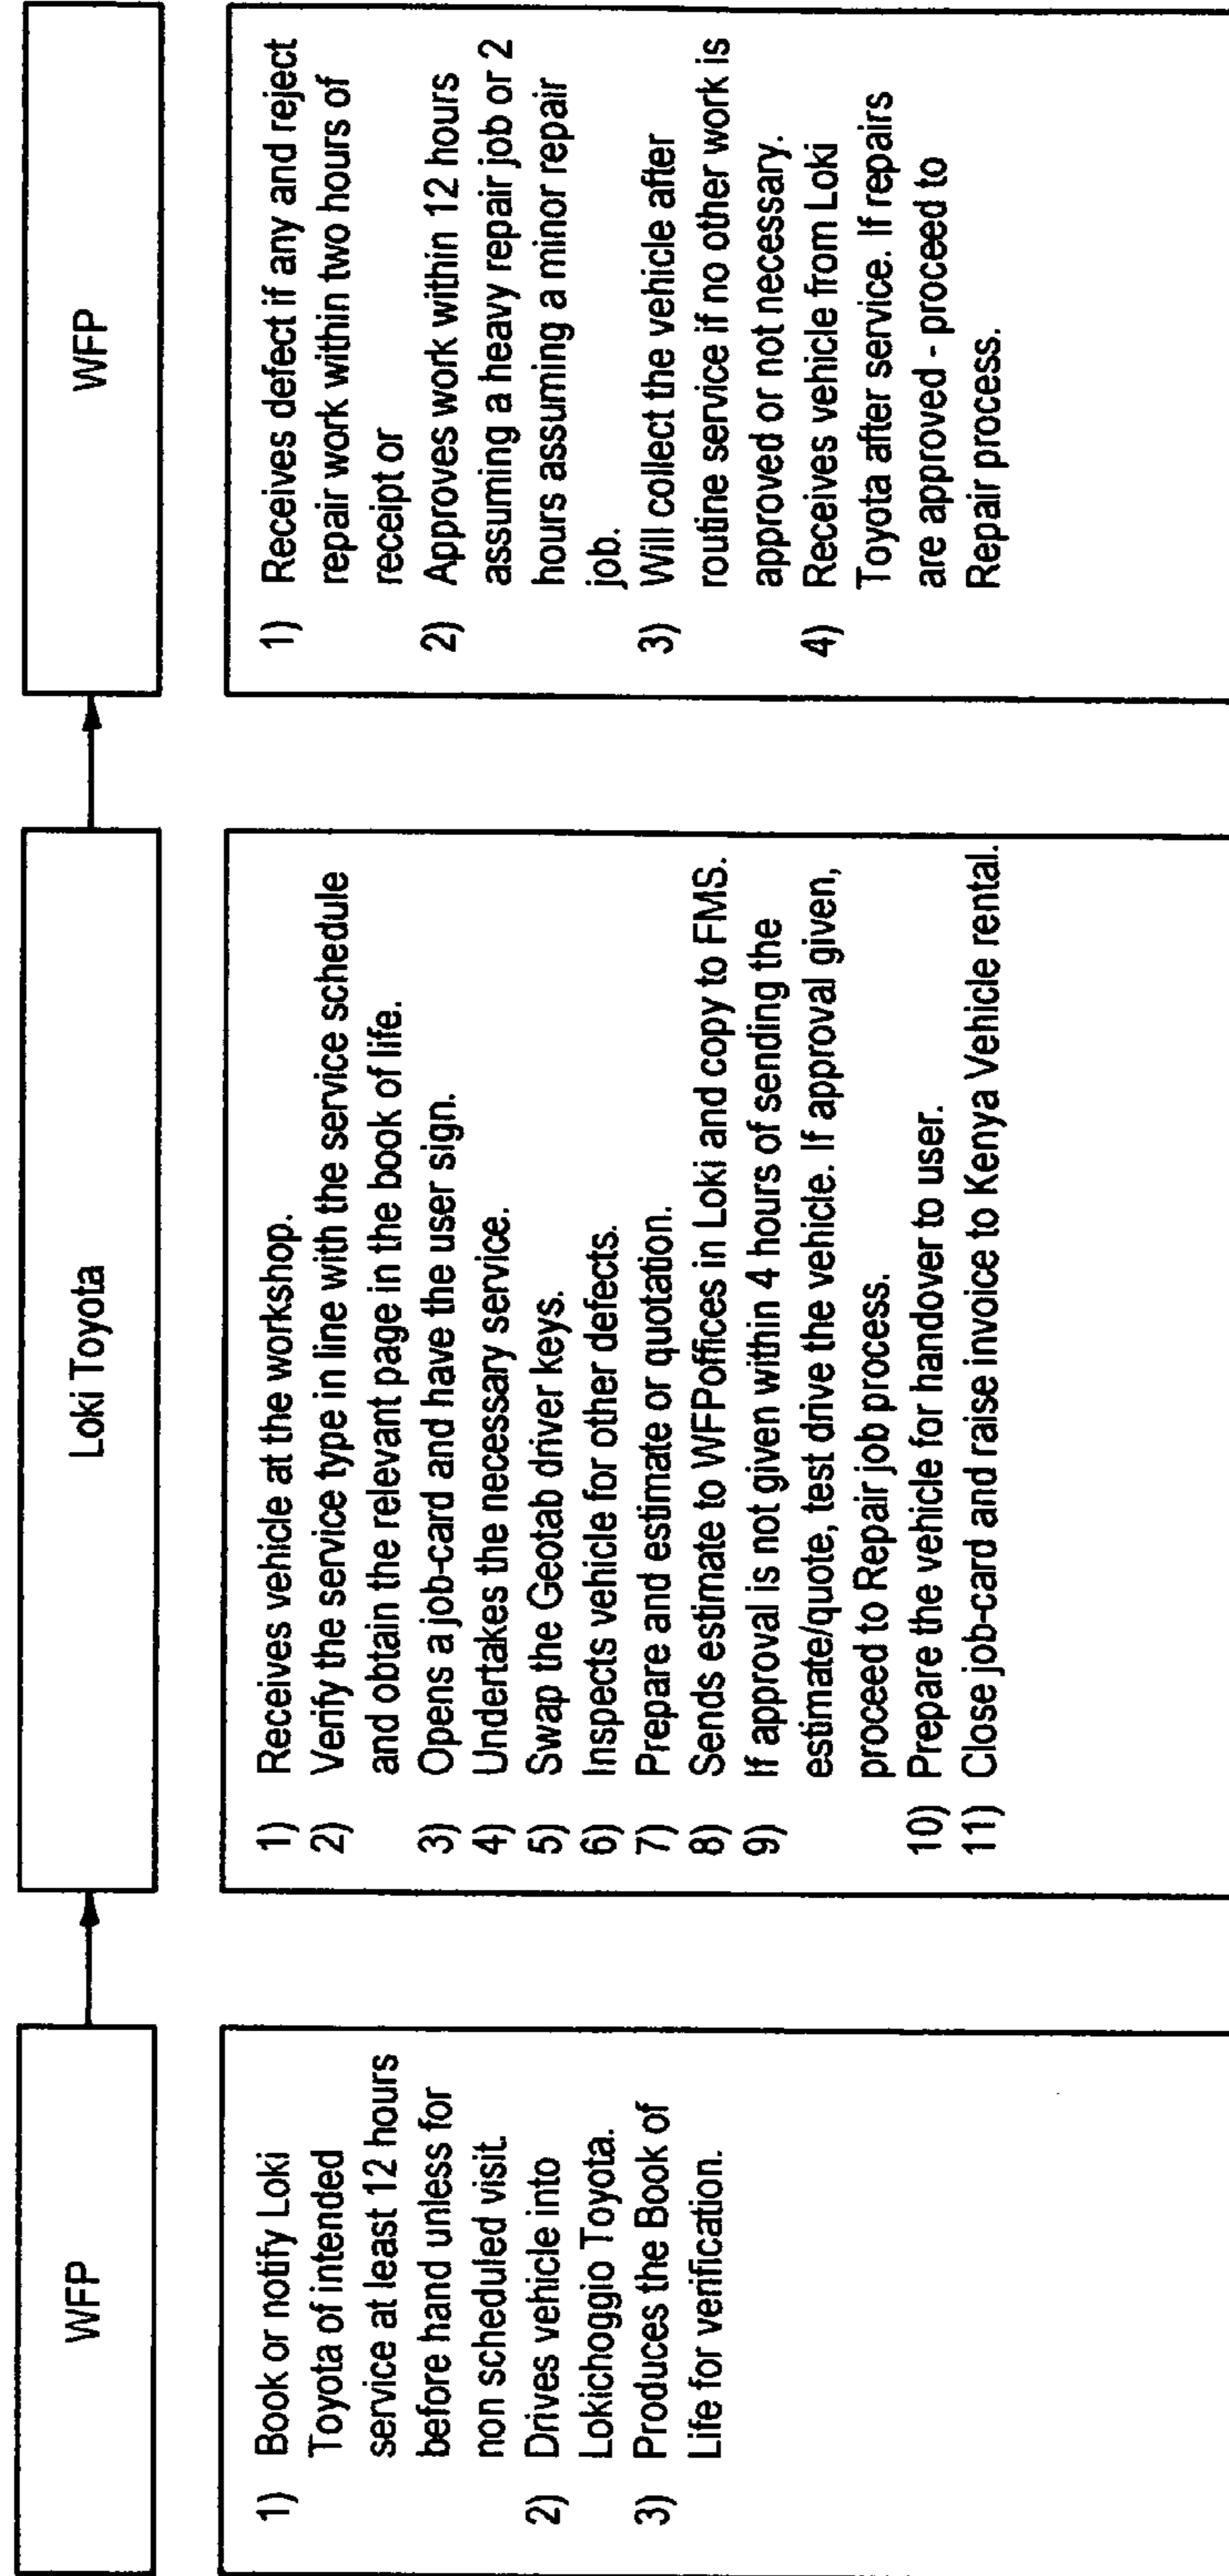 WFP
1) Book or notify Loki
Toyota of intended
service at least 12 hours
before hand unless for
non scheduled visit.
2) Drives vehicle into
Lokichoggio Toyota.
3) Produces the Book of
Life for verification.
Loki Toyota
1) Receives vehicle at the workshop.
2) Verify the service type in line with the service schedule
and obtain the relevant page in the book of life.
3) Opens a job-card and have the user sign.
4) Undertakes the necessary service.
5) Swap the Geotab driver keys.
6) Inspects vehicle for other defects.
7) Prepare and estimate or quotation.
8) Sends estimate to WFPoffices in Loki and copy to FMS.
9) If approval is not given within 4 hours of sending the
estimate/quote, test drive the vehicle. If approval given,
proceed to Repair job process.
10) Prepare the vehicle for handover to user.
11) Close job-card and raise invoice to Kenya Vehicle rental.
WFP
1) Receives defect if any and reject
repair work within two hours of
receipt or
2) Approves work within 12 hours
assuming a heavy repair job or 2
hours assuming a minor repair
job.
3) Will collect the vehicle after
routine service if no other work is
approved or not necessary.
4) Receives vehicle from Loki
Toyota after service. If repairs
are approved - proceed to
Repair process.